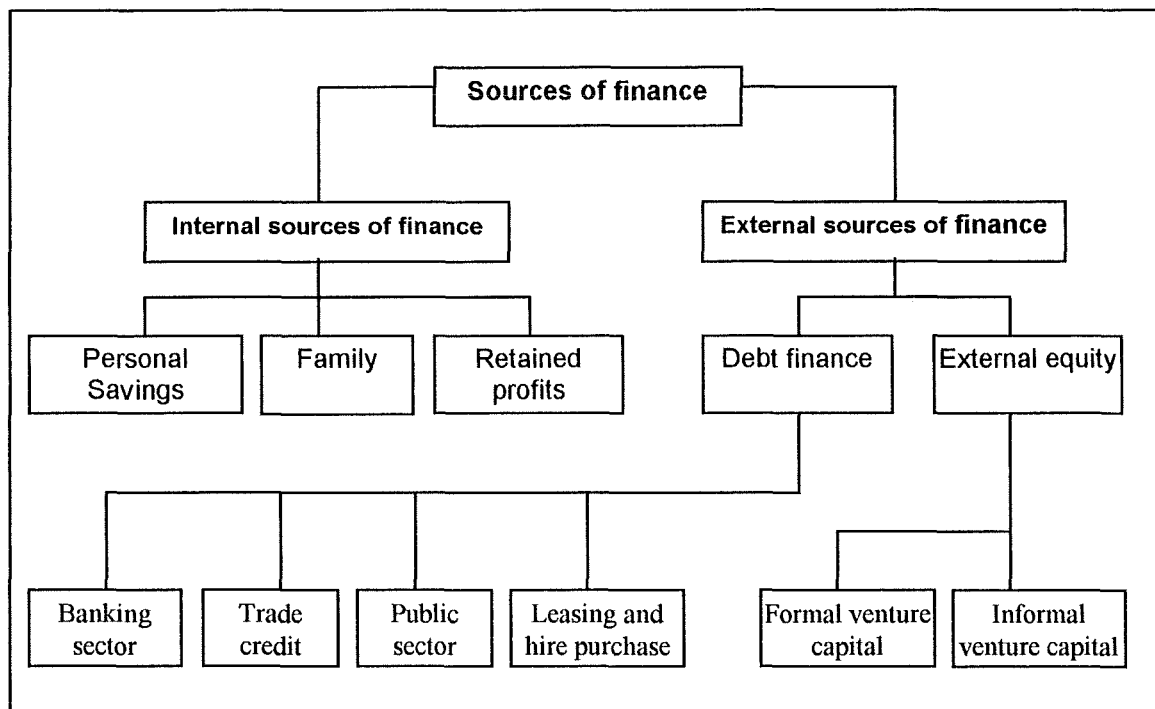 Sources of finance
Internal sources of finance
External sources of finance
Personal
Savings
Family
Retained
profits
Debt finance
External equity
Banking
sector
Trade
credit
Public
sector
Leasing and
hire purchase
Formal venture
capital
Informal
venture capital